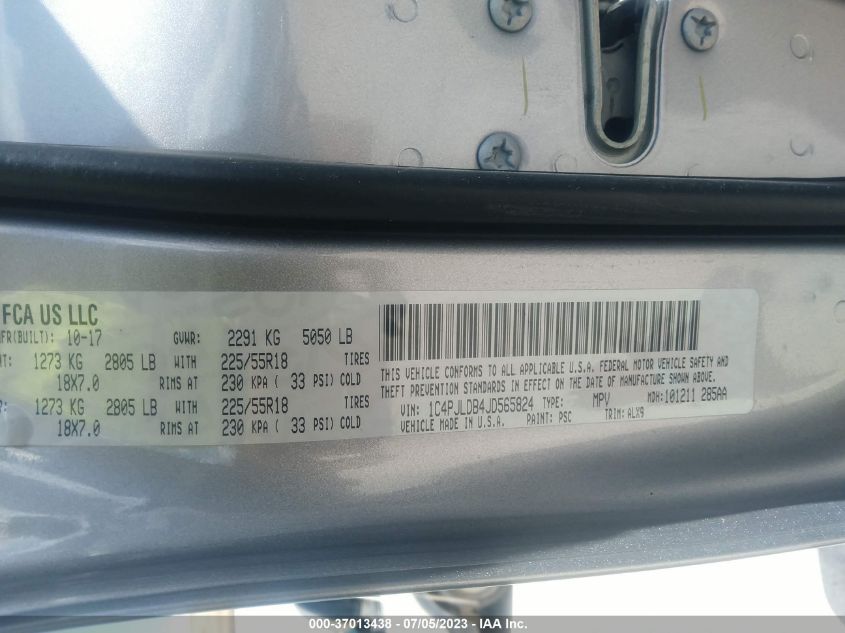 FCA US LLC
FR(BUILT): 10-17 GVWR: 2291 KG 5050 LB
NT: 1273 KG 2805 LB WITH 225/55R18 TIRES
18X7.0 RIMS AT 230 KPA ( 33 PSI) COLD
R: 1273 KG 2805 LB WITH 225/55R18 TIRES
18X7.0 RIMS AT 230 KPA ( 33 PSI) COLD
THIS VEHICLE CONFORMS TO ALL APPLICABLE U.S.A. FEDERAL MOTOR VEHICLE SAFETY AND
THEFT PREVENTION STANDARDS IN EFFECT ON THE DATE OF MANUFACTURE SHOWN ABOVE.
VIN: 1C4PJLDB4JD565824 TYPE: MPV MDH:101211 285AA
VEHICLE MADE IN U.S.A. PAINT: PSC TRIM: ALX9
000-37013438 - 07/05/2023 - © IAA Inc.